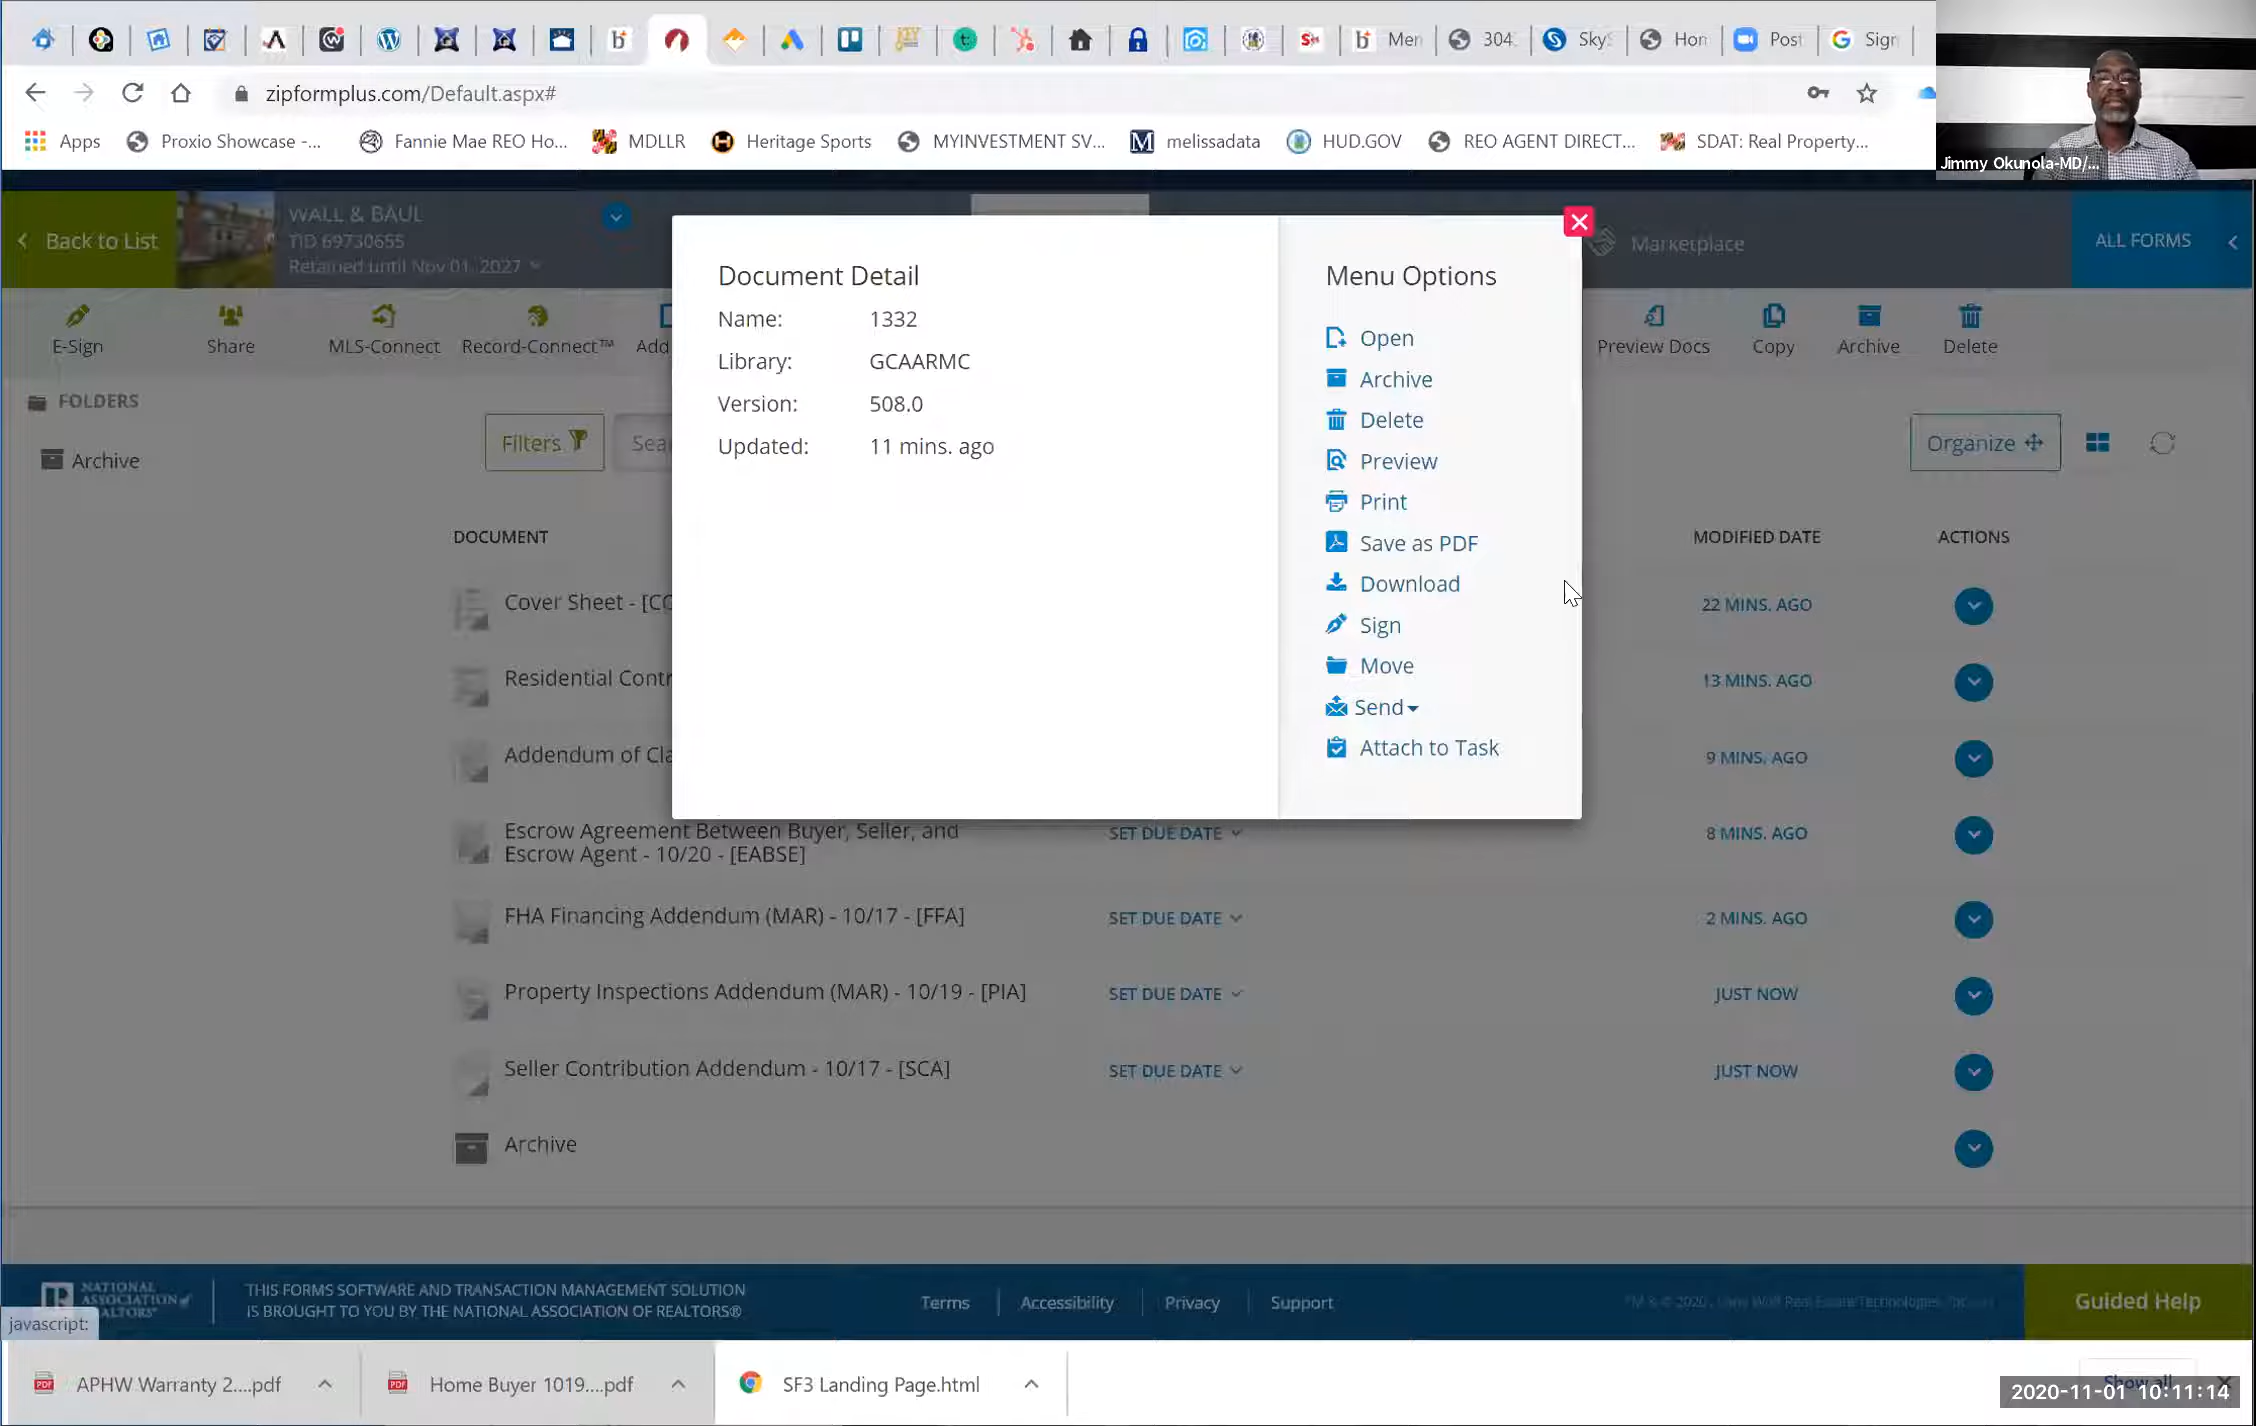 Men
304
Sky
Hon
Post
Sign
zipformplus.com/Default.aspx#
Apps
Proxio Showcase -...
Fannie Mae REO Ho...
MDLLR
Heritage Sports
MYINVESTMENT SV...
melissadata
HUD.GOV
REO AGENT DIRECT...
SDAT: Real Property...
Jimmy Okunola-MD/...
Back to List
WALL & BAUL
TID 69730655
Retained until Nov 01, 2027
Marketplace
ALL FORMS
E-Sign
Share
MLS-Connect
Record-Connect™
Add
Preview Docs
Copy
Archive
Delete
FOLDERS
Archive
Filters
Sea
Organize
Document Detail
Name: 1332
Library: GCAARMC
Version: 508.0
Updated: 11 mins. ago
Menu Options
Open
Archive
Delete
Preview
Print
Save as PDF
Download
Sign
Move
Send
Attach to Task
DOCUMENT
MODIFIED DATE
ACTIONS
Cover Sheet - [CO
22 MINS. AGO
Residential Contr
13 MINS. AGO
Addendum of Cla
9 MINS. AGO
Escrow Agreement Between Buyer, Seller, and
Escrow Agent - 10/20 - [EABSE]
SET DUE DATE
8 MINS. AGO
FHA Financing Addendum (MAR) - 10/17 - [FFA]
SET DUE DATE
2 MINS. AGO
Property Inspections Addendum (MAR) - 10/19 - [PIA]
SET DUE DATE
JUST NOW
Seller Contribution Addendum - 10/17 - [SCA]
SET DUE DATE
JUST NOW
Archive
NATIONAL
ASSOCIATION of
REALTORS®
THIS FORMS SOFTWARE AND TRANSACTION MANAGEMENT SOLUTION
IS BROUGHT TO YOU BY THE NATIONAL ASSOCIATION OF REALTORS®
Terms
Accessibility
Privacy
Support
Guided Help
javascript:
APHW Warranty 2....pdf
Home Buyer 1019....pdf
SF3 Landing Page.html
Show all
2020-11-01 10:11:14